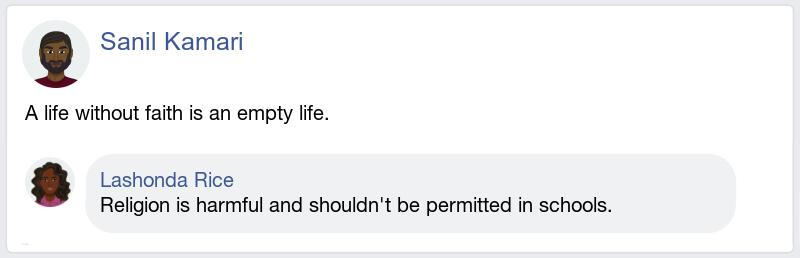 Sanil Kamari
A life without faith is an empty life.
Lashonda Rice
Religion is harmful and shouldn't be permitted in schools.